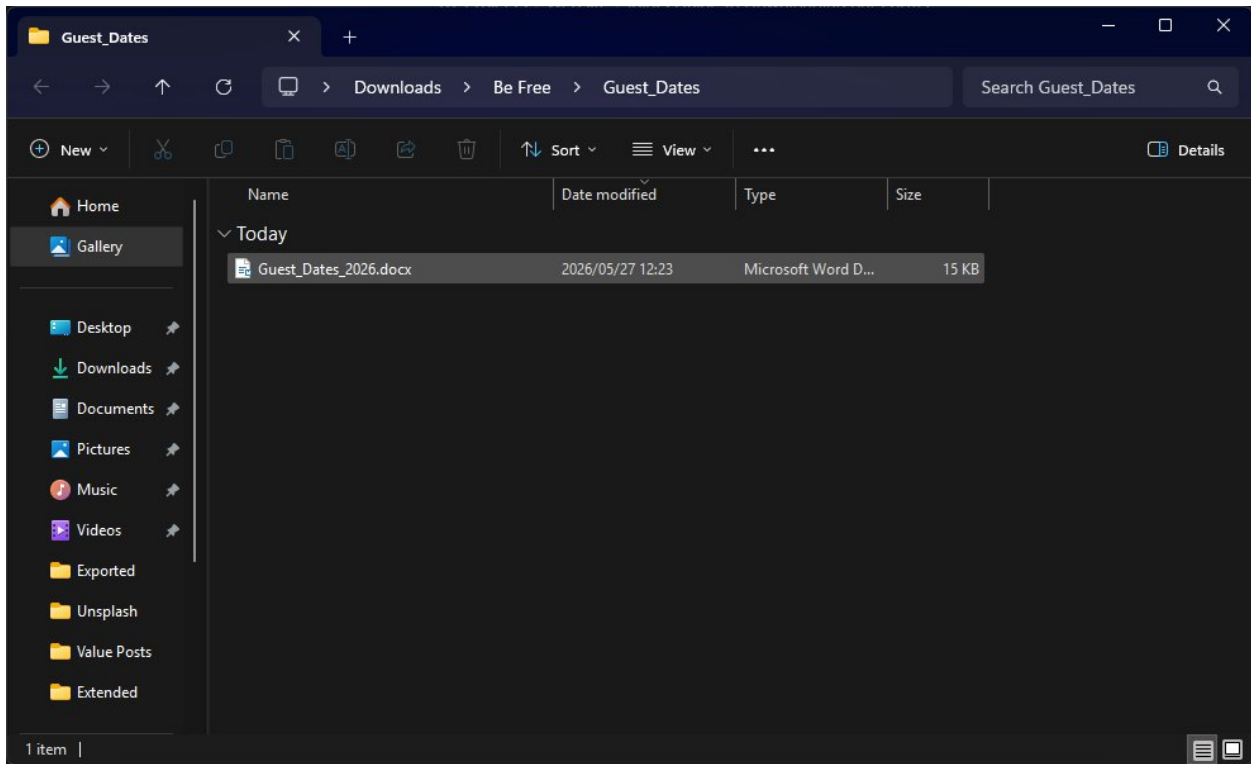 Guest_Dates
Downloads > Be Free > Guest_Dates
Search Guest_Dates
New
Sort
View
Details
Name Date modified Type Size
Home
Gallery
Today
Guest_Dates_2026.docx 2026/05/27 12:23 Microsoft Word D... 15 KB
Desktop
Downloads
Documents
Pictures
Music
Videos
Exported
Unsplash
Value Posts
Extended
1 item